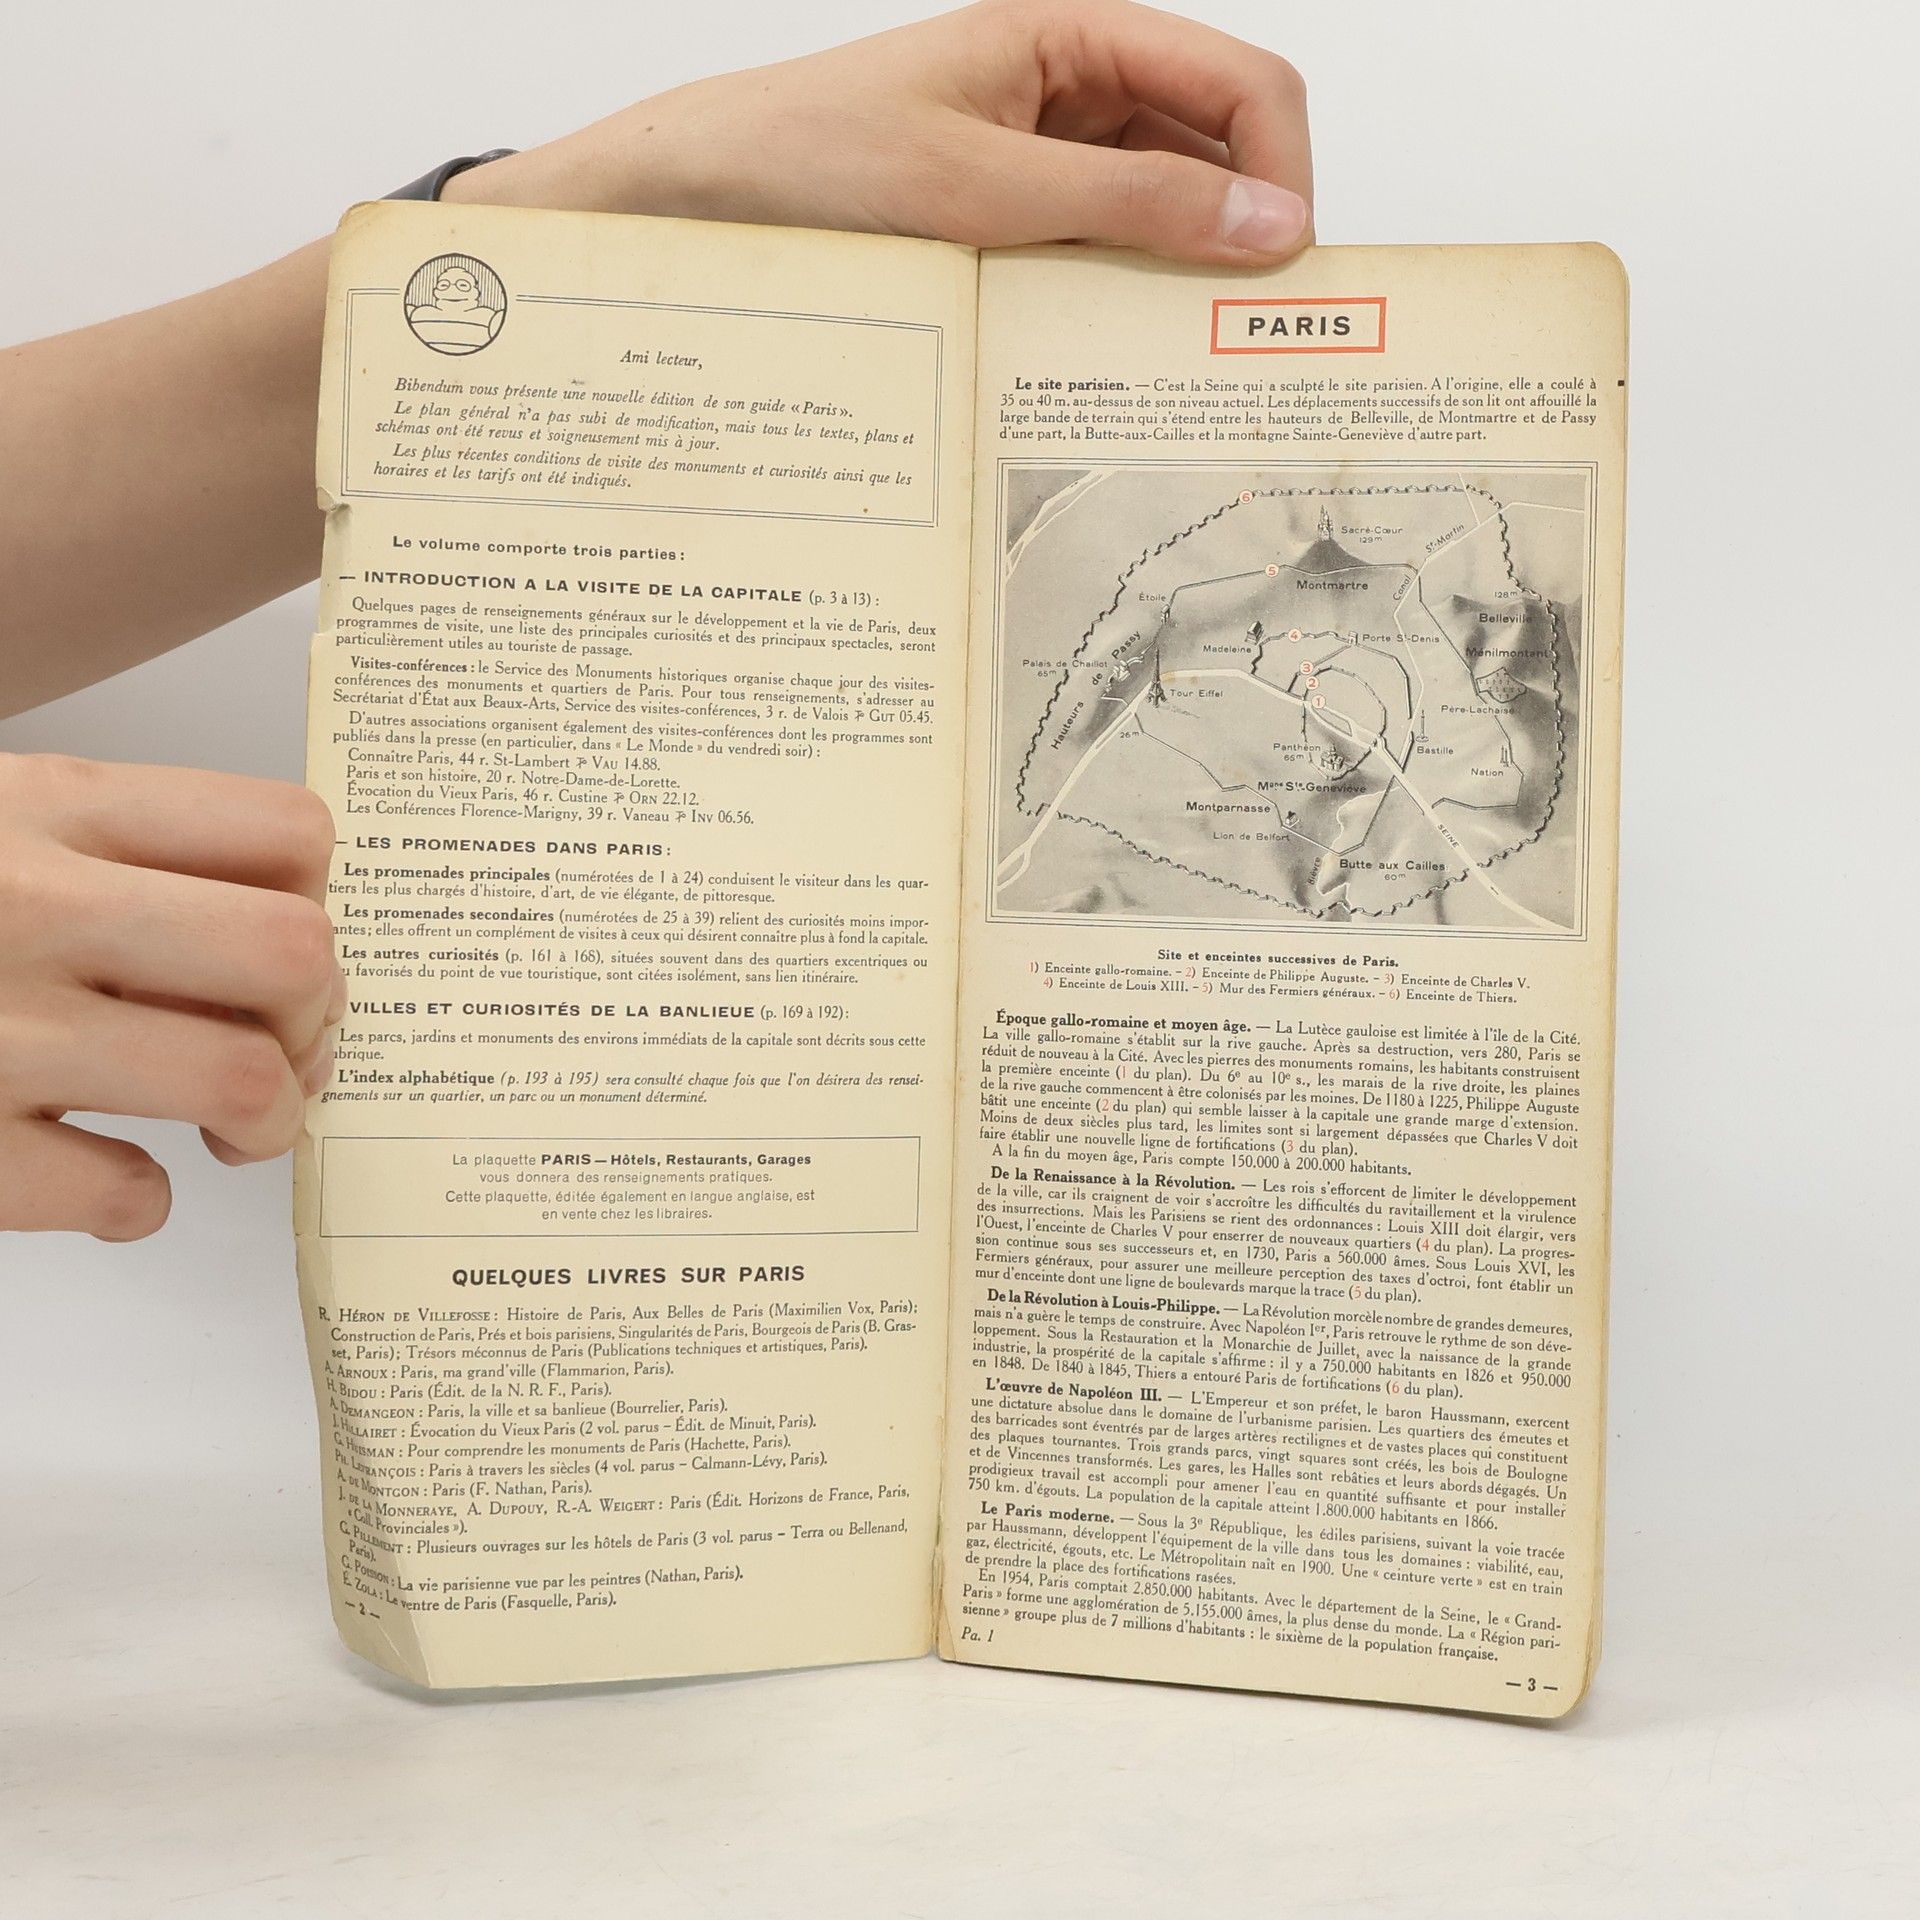 Ami lecteur,
Bibendum vous présente une nouvelle édition de son guide « Paris ».
Le plan général n'a pas subi de modification, mais tous les textes, plans et
schémas ont été revus et soigneusement mis à jour.
Les plus récentes conditions de visite des monuments et curiosités ainsi que les
horaires et les tarifs ont été indiqués.
Le volume comporte trois parties :
— INTRODUCTION A LA VISITE DE LA CAPITALE (p. 3 à 13) :
Quelques pages de renseignements généraux sur le développement et la vie de Paris, deux
programmes de visite, une liste des principales curiosités et des principaux spectacles, seront
particulièrement utiles au touriste de passage.
Visites-conférences : le Service des Monuments historiques organise chaque jour des visites-
conférences des monuments et quartiers de Paris. Pour tous renseignements, s'adresser au
Secrétariat d'État aux Beaux-Arts, Service des visites-conférences, 3 r. de Valois GUT 05.45.
D'autres associations organisent également des visites-conférences dont les programmes sont
publiés dans la presse (en particulier, dans « Le Monde » du vendredi soir) :
Connaître Paris, 44 r. St-Lambert VAU 14.88.
Paris et son histoire, 20 r. Notre-Dame-de-Lorette.
Évocation du Vieux Paris, 46 r. Custine ORN 22.12.
Les Conférences Florence-Marigny, 39 r. Vaneau INV 06.56.
— LES PROMENADES DANS PARIS :
Les promenades principales (numérotées de 1 à 24) conduisent le visiteur dans les quar-
tiers les plus chargés d'histoire, d'art, de vie élégante, de pittoresque.
Les promenades secondaires (numérotées de 25 à 39) relient des curiosités moins impor-
antes ; elles offrent un complément de visites à ceux qui désirent connaître plus à fond la capitale.
Les autres curiosités (p. 161 à 168), situées souvent dans des quartiers excentriques ou
u favorisés du point de vue touristique, sont citées isolément, sans lien itinéraire.
VILLES ET CURIOSITÉS DE LA BANLIEUE (p. 169 à 192) :
Les parcs, jardins et monuments des environs immédiats de la capitale sont décrits sous cette
ubrique.
L'index alphabétique (p. 193 à 195) sera consulté chaque fois que l'on désirera des rensei-
gnements sur un quartier, un parc ou un monument déterminé.
La plaquette PARIS — Hôtels, Restaurants, Garages
vous donnera des renseignements pratiques.
Cette plaquette, éditée également en langue anglaise, est
en vente chez les libraires.
QUELQUES LIVRES SUR PARIS
R. HÉRON DE VILLEFOSSE : Histoire de Paris, Aux Belles de Paris (Maximilien Vox, Paris) ;
Construction de Paris, Prés et bois parisiens, Singularités de Paris, Bourgeois de Paris (B. Gras-
set, Paris) ; Trésors méconnus de Paris (Publications techniques et artistiques, Paris).
A. ARNOUX : Paris, ma grand'ville (Flammarion, Paris).
H. BIDOU : Paris (Édit. de la N. R. F., Paris).
A. DEMANGEON : Paris, la ville et sa banlieue (Bourrelier, Paris).
J. HILLAIRET : Évocation du Vieux Paris (2 vol. parus – Édit. de Minuit, Paris).
G. HUISMAN : Pour comprendre les monuments de Paris (Hachette, Paris).
PH. LEFRANÇOIS : Paris à travers les siècles (4 vol. parus – Calmann-Lévy, Paris).
A. DE MONTGON : Paris (F. Nathan, Paris).
J. DE LA MONNERAYE, A. DUPOUY, R.-A. WEIGERT : Paris (Édit. Horizons de France, Paris,
« Coll. Provinciales »).
G. PILLEMENT : Plusieurs ouvrages sur les hôtels de Paris (3 vol. parus – Terra ou Bellenand,
Paris).
G. POISSON : La vie parisienne vue par les peintres (Nathan, Paris).
É. ZOLA : Le ventre de Paris (Fasquelle, Paris).
— 2 —
PARIS
Le site parisien. — C'est la Seine qui a sculpté le site parisien. A l'origine, elle a coulé à
35 ou 40 m. au-dessus de son niveau actuel. Les déplacements successifs de son lit ont affouillé la
large bande de terrain qui s'étend entre les hauteurs de Belleville, de Montmartre et de Passy
d'une part, la Butte-aux-Cailles et la montagne Sainte-Geneviève d'autre part.
6
Sacré-Cœur
129m
St-Martin
Canal
5
Montmartre
Étoile
128m
Belleville
4
Porte St-Denis
Madeleine
Ménilmontant
Hauteurs de Passy
Palais de Chaillot
65m
3
2
Tour Eiffel
1
Père-Lachaise
26m
Panthéon
65m
Bastille
Nation
Mgne Ste-Geneviève
Montparnasse
Lion de Belfort
SEINE
Bièvre
Butte aux Cailles
60m
Site et enceintes successives de Paris.
1) Enceinte gallo-romaine. – 2) Enceinte de Philippe Auguste. – 3) Enceinte de Charles V.
4) Enceinte de Louis XIII. – 5) Mur des Fermiers généraux. – 6) Enceinte de Thiers.
Époque gallo-romaine et moyen âge. — La Lutèce gauloise est limitée à l'île de la Cité.
La ville gallo-romaine s'établit sur la rive gauche. Après sa destruction, vers 280, Paris se
réduit de nouveau à la Cité. Avec les pierres des monuments romains, les habitants construisent
la première enceinte (1 du plan). Du 6e au 10e s., les marais de la rive droite, les plaines
de la rive gauche commencent à être colonisés par les moines. De 1180 à 1225, Philippe Auguste
bâtit une enceinte (2 du plan) qui semble laisser à la capitale une grande marge d'extension.
Moins de deux siècles plus tard, les limites sont si largement dépassées que Charles V doit
faire établir une nouvelle ligne de fortifications (3 du plan).
A la fin du moyen âge, Paris compte 150.000 à 200.000 habitants.
De la Renaissance à la Révolution. — Les rois s'efforcent de limiter le développement
de la ville, car ils craignent de voir s'accroître les difficultés du ravitaillement et la virulence
des insurrections. Mais les Parisiens se rient des ordonnances : Louis XIII doit élargir, vers
l'Ouest, l'enceinte de Charles V pour enserrer de nouveaux quartiers (4 du plan). La progres-
sion continue sous ses successeurs et, en 1730, Paris a 560.000 âmes. Sous Louis XVI, les
Fermiers généraux, pour assurer une meilleure perception des taxes d'octroi, font établir un
mur d'enceinte dont une ligne de boulevards marque la trace (5 du plan).
De la Révolution à Louis-Philippe. — La Révolution morcèle nombre de grandes demeures,
mais n'a guère le temps de construire. Avec Napoléon Ier, Paris retrouve le rythme de son déve-
loppement. Sous la Restauration et la Monarchie de Juillet, avec la naissance de la grande
industrie, la prospérité de la capitale s'affirme : il y a 750.000 habitants en 1826 et 950.000
en 1848. De 1840 à 1845, Thiers a entouré Paris de fortifications (6 du plan).
L'œuvre de Napoléon III. — L'Empereur et son préfet, le baron Haussmann, exercent
une dictature absolue dans le domaine de l'urbanisme parisien. Les quartiers des émeutes et
des barricades sont éventrés par de larges artères rectilignes et de vastes places qui constituent
des plaques tournantes. Trois grands parcs, vingt squares sont créés, les bois de Boulogne
et de Vincennes transformés. Les gares, les Halles sont rebâties et leurs abords dégagés. Un
prodigieux travail est accompli pour amener l'eau en quantité suffisante et pour installer
750 km. d'égouts. La population de la capitale atteint 1.800.000 habitants en 1866.
Le Paris moderne. — Sous la 3e République, les édiles parisiens, suivant la voie tracée
par Haussmann, développent l'équipement de la ville dans tous les domaines : viabilité, eau,
gaz, électricité, égouts, etc. Le Métropolitain naît en 1900. Une « ceinture verte » est en train
de prendre la place des fortifications rasées.
En 1954, Paris comptait 2.850.000 habitants. Avec le département de la Seine, le « Grand-
Paris » forme une agglomération de 5.155.000 âmes, la plus dense du monde. La « Région pari-
sienne » groupe plus de 7 millions d'habitants : le sixième de la population française.
Pa. 1
— 3 —